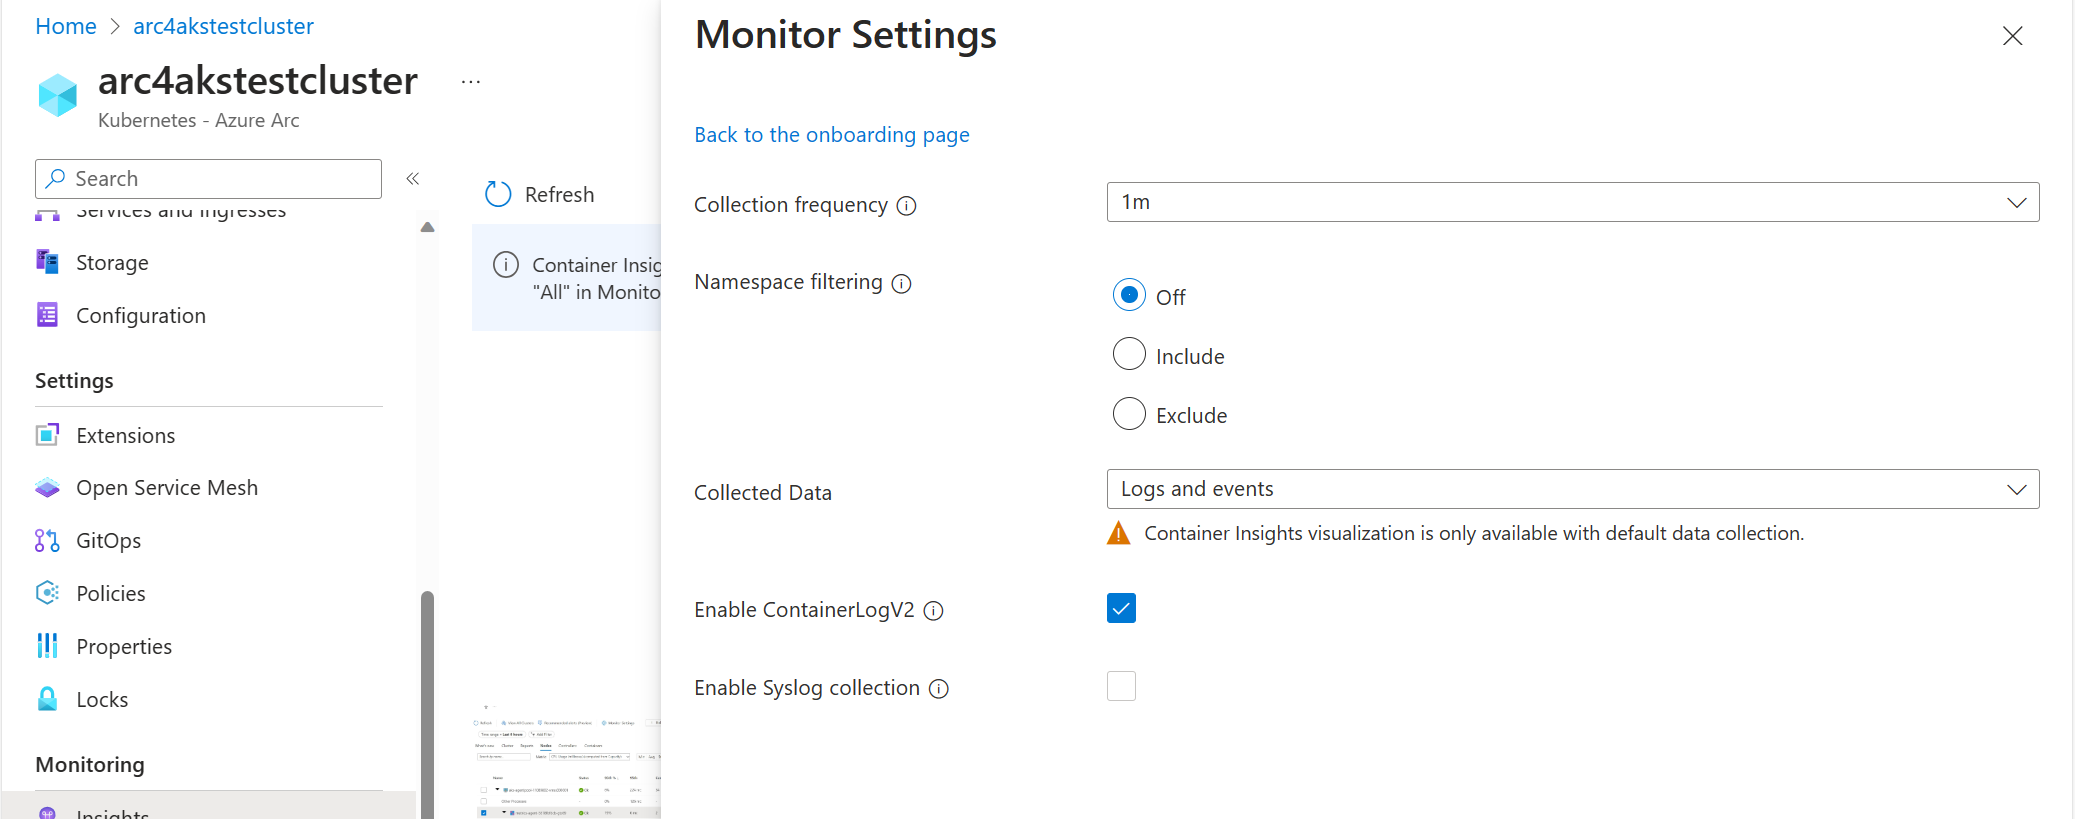 Home > arc4akstestcluster
arc4akstestcluster ...
Kubernetes - Azure Arc
Search
«
Services and Ingresses
Storage
Configuration
Settings
Extensions
Open Service Mesh
GitOps
Policies
Properties
Locks
Monitoring
Insights
Refresh
Container Insig
"All" in Monito
Monitor Settings
Back to the onboarding page
Collection frequency
1m
Namespace filtering
Off
Include
Exclude
Collected Data
Logs and events
Container Insights visualization is only available with default data collection.
Enable ContainerLogV2
Enable Syslog collection